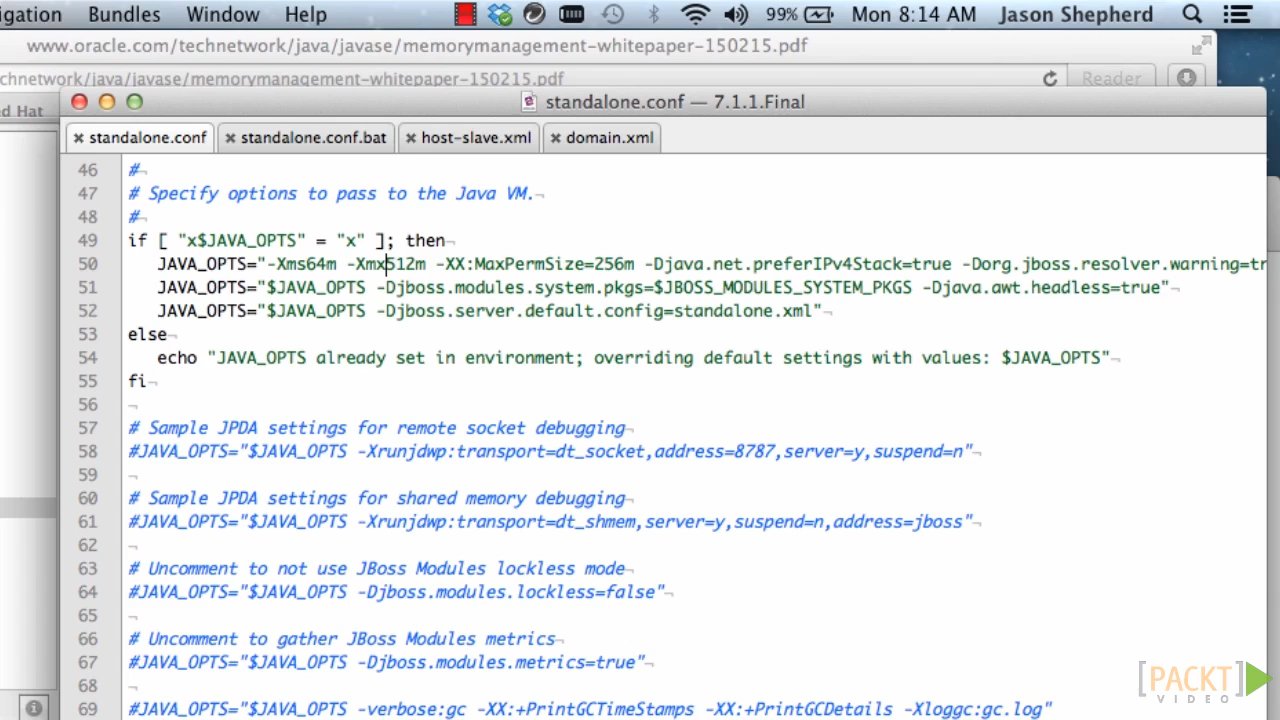 igation Bundles Window Help 99% Mon 8:14 AM Jason Shepherd
www.oracle.com/technetwork/java/javase/memorymanagement-whitepaper-150215.pdf
chnetwork/java/javase/memorymanagement-whitepaper-150215.pdf Reader
d Hat
standalone.conf — 7.1.1.Final
standalone.conf standalone.conf.bat host-slave.xml domain.xml
46 #
47 # Specify options to pass to the Java VM.
48 #
49 if [ "x$JAVA_OPTS" = "x" ]; then
50 JAVA_OPTS="-Xms64m -Xmx512m -XX:MaxPermSize=256m -Djava.net.preferIPv4Stack=true -Dorg.jboss.resolver.warning=tr
51 JAVA_OPTS="$JAVA_OPTS -Djboss.modules.system.pkgs=$JBOSS_MODULES_SYSTEM_PKGS -Djava.awt.headless=true"
52 JAVA_OPTS="$JAVA_OPTS -Djboss.server.default.config=standalone.xml"
53 else
54 echo "JAVA_OPTS already set in environment; overriding default settings with values: $JAVA_OPTS"
55 fi
56
57 # Sample JPDA settings for remote socket debugging
58 #JAVA_OPTS="$JAVA_OPTS -Xrunjdwp:transport=dt_socket,address=8787,server=y,suspend=n"
59
60 # Sample JPDA settings for shared memory debugging
61 #JAVA_OPTS="$JAVA_OPTS -Xrunjdwp:transport=dt_shmem,server=y,suspend=n,address=jboss"
62
63 # Uncomment to not use JBoss Modules lockless mode
64 #JAVA_OPTS="$JAVA_OPTS -Djboss.modules.lockless=false"
65
66 # Uncomment to gather JBoss Modules metrics
67 #JAVA_OPTS="$JAVA_OPTS -Djboss.modules.metrics=true"
68
69 #JAVA_OPTS="$JAVA_OPTS -verbose:gc -XX:+PrintGCTimeStamps -XX:+PrintGCDetails -Xloggc:gc.log"
[PACKT]
VIDEO